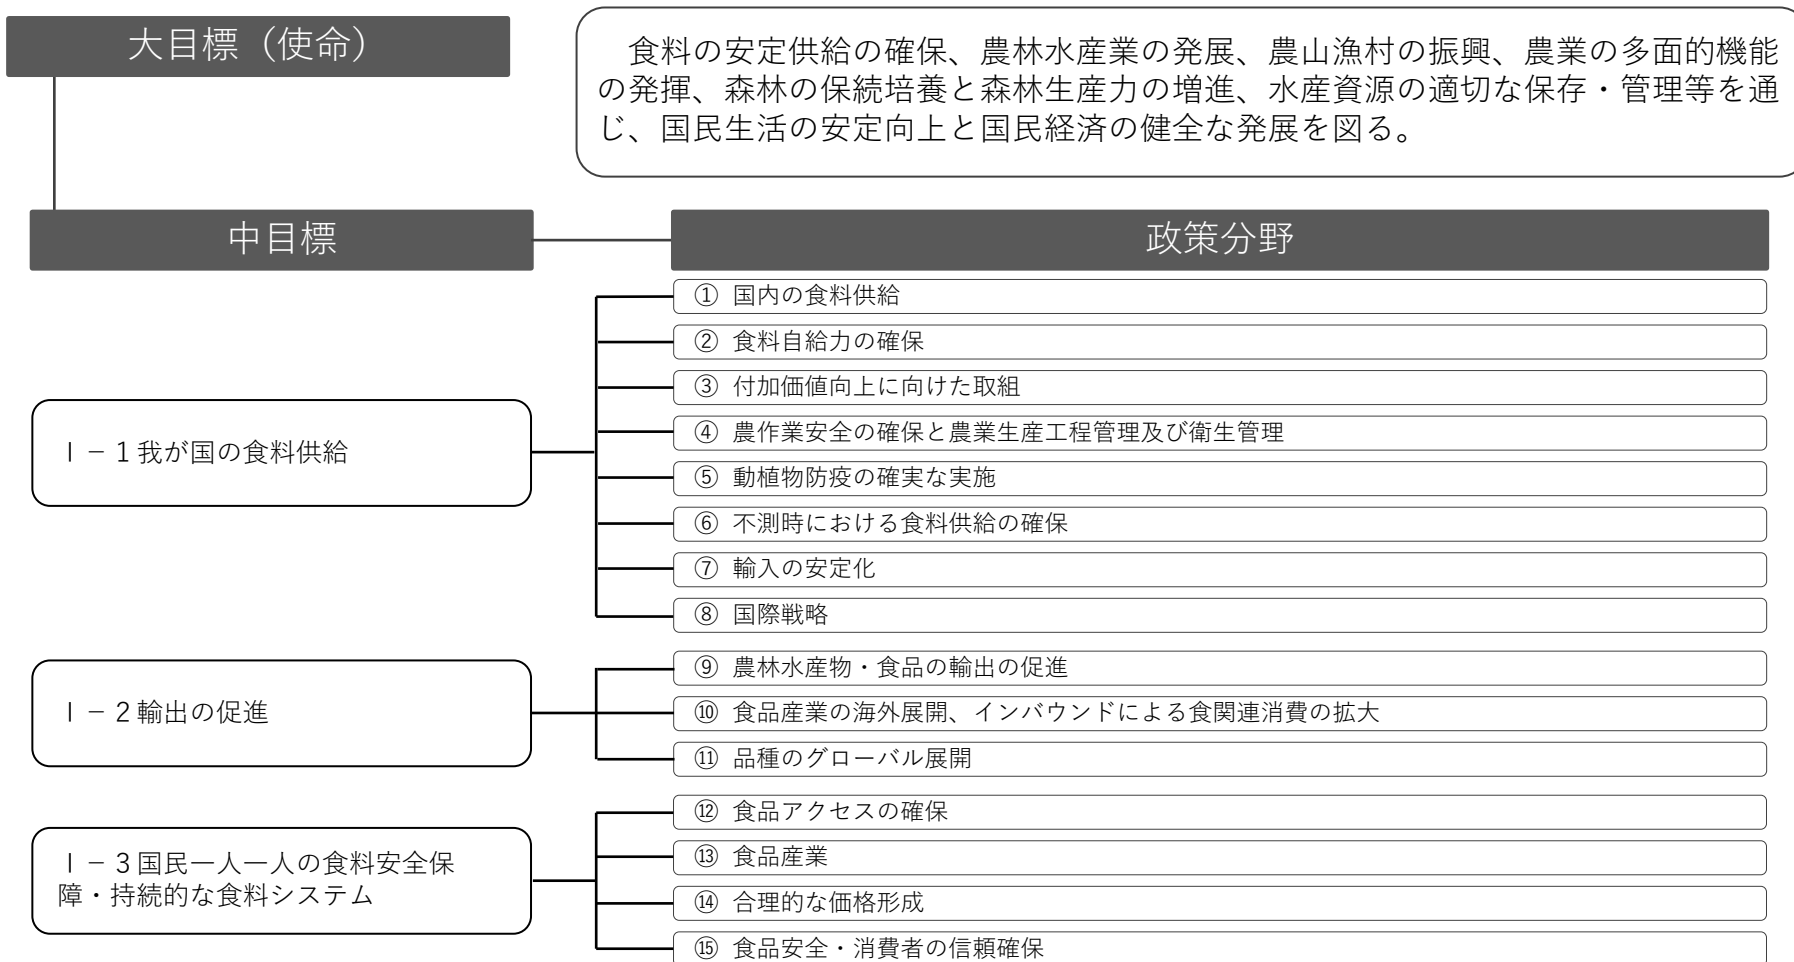 大目標（使命）
食料の安定供給の確保、農林水産業の発展、農山漁村の振興、農業の多面的機能
の発揮、森林の保続培養と森林生産力の増進、水産資源の適切な保存・管理等を通
じ、国民生活の安定向上と国民経済の健全な発展を図る。
中目標
政策分野
Ⅰ－１我が国の食料供給
① 国内の食料供給
② 食料自給力の確保
③ 付加価値向上に向けた取組
④ 農作業安全の確保と農業生産工程管理及び衛生管理
⑤ 動植物防疫の確実な実施
⑥ 不測時における食料供給の確保
⑦ 輸入の安定化
⑧ 国際戦略
Ⅰ－２輸出の促進
⑨ 農林水産物・食品の輸出の促進
⑩ 食品産業の海外展開、インバウンドによる食関連消費の拡大
⑪ 品種のグローバル展開
Ⅰ－３国民一人一人の食料安全保
障・持続的な食料システム
⑫ 食品アクセスの確保
⑬ 食品産業
⑭ 合理的な価格形成
⑮ 食品安全・消費者の信頼確保